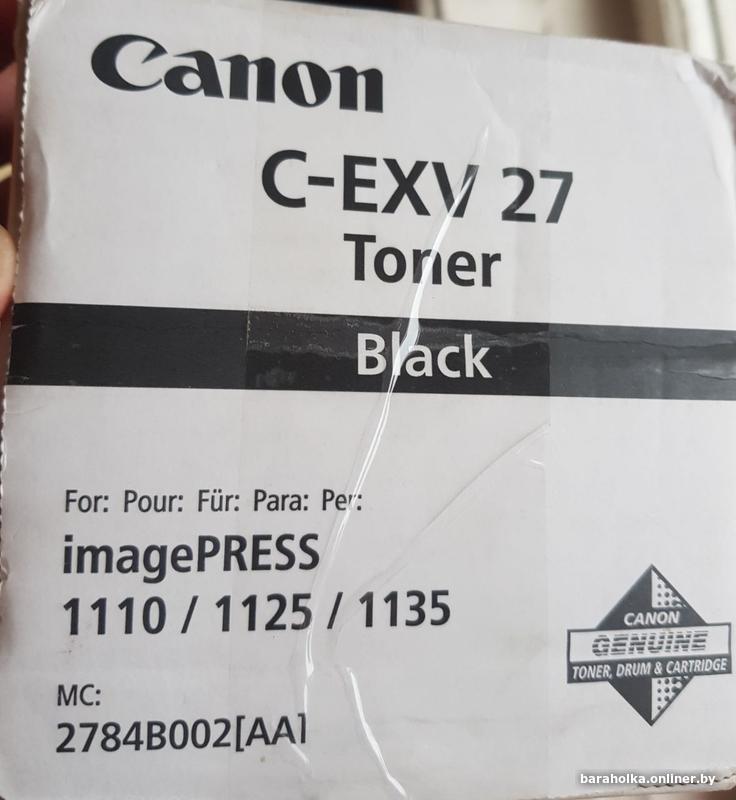 Canon
C-EXV 27
Toner
Black
For: Pour: Für: Para: Per:
imagePRESS
1110 / 1125 / 1135
MC:
2784B002[AA]
CANON
GENUINE
TONER, DRUM & CARTRIDGE
baraholka.onliner.by